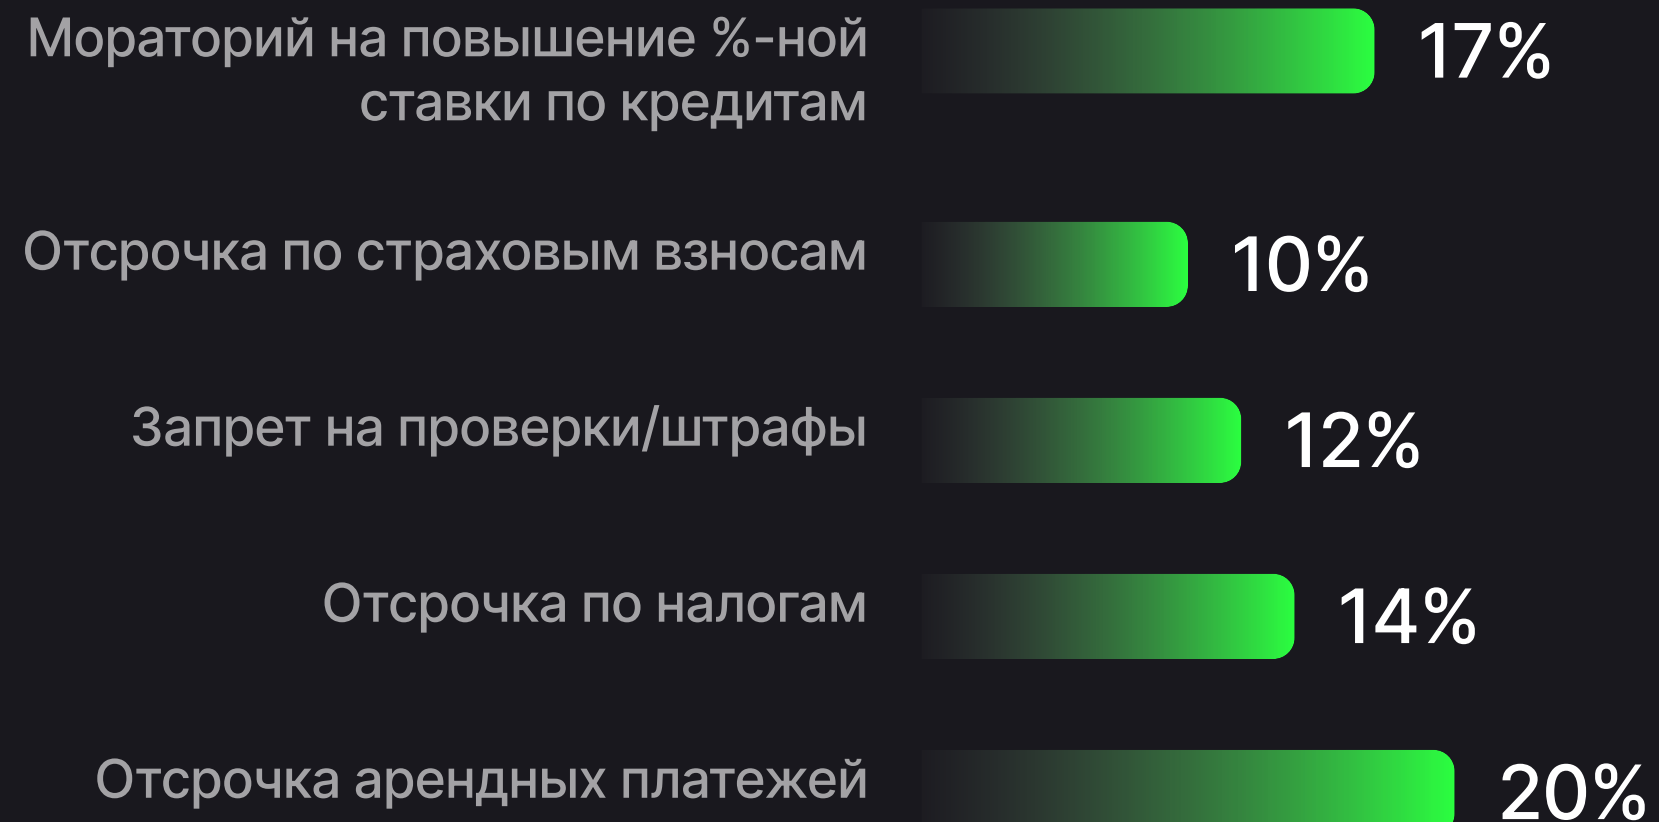 Мораторий на повышение %-ной
ставки по кредитам
17%
Отсрочка по страховым взносам
10%
Запрет на проверки/штрафы
12%
Отсрочка по налогам
14%
Отсрочка арендных платежей
20%